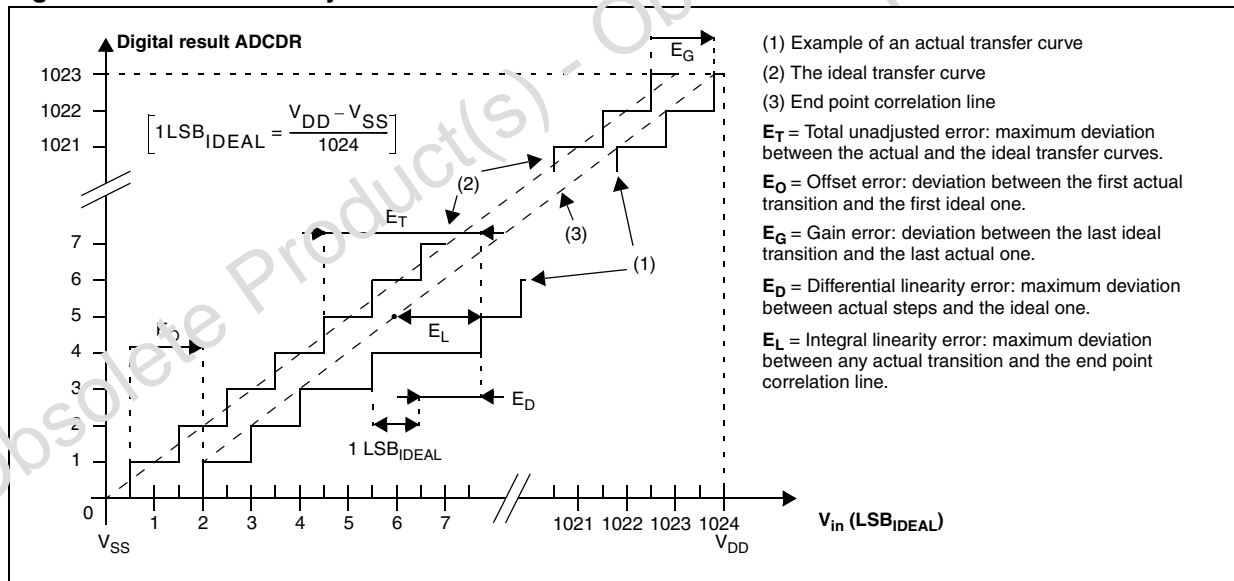 Digital result ADCDR
1023
1022
1021
7
6
5
4
3
2
1
0
[1LSB_IDEAL = (V_DD – V_SS) / 1024]
E_G
(2)
E_T
(3)
(1)
E_O
E_L
E_D
1 LSB_IDEAL
1 2 3 4 5 6 7 1021 1022 1023 1024
V_SS
V_DD
V_in (LSB_IDEAL)
(1) Example of an actual transfer curve
(2) The ideal transfer curve
(3) End point correlation line
E_T = Total unadjusted error: maximum deviation
between the actual and the ideal transfer curves.
E_O = Offset error: deviation between the first actual
transition and the first ideal one.
E_G = Gain error: deviation between the last ideal
transition and the last actual one.
E_D = Differential linearity error: maximum deviation
between actual steps and the ideal one.
E_L = Integral linearity error: maximum deviation
between any actual transition and the end point
correlation line.
Obsolete Product(s) - Ob